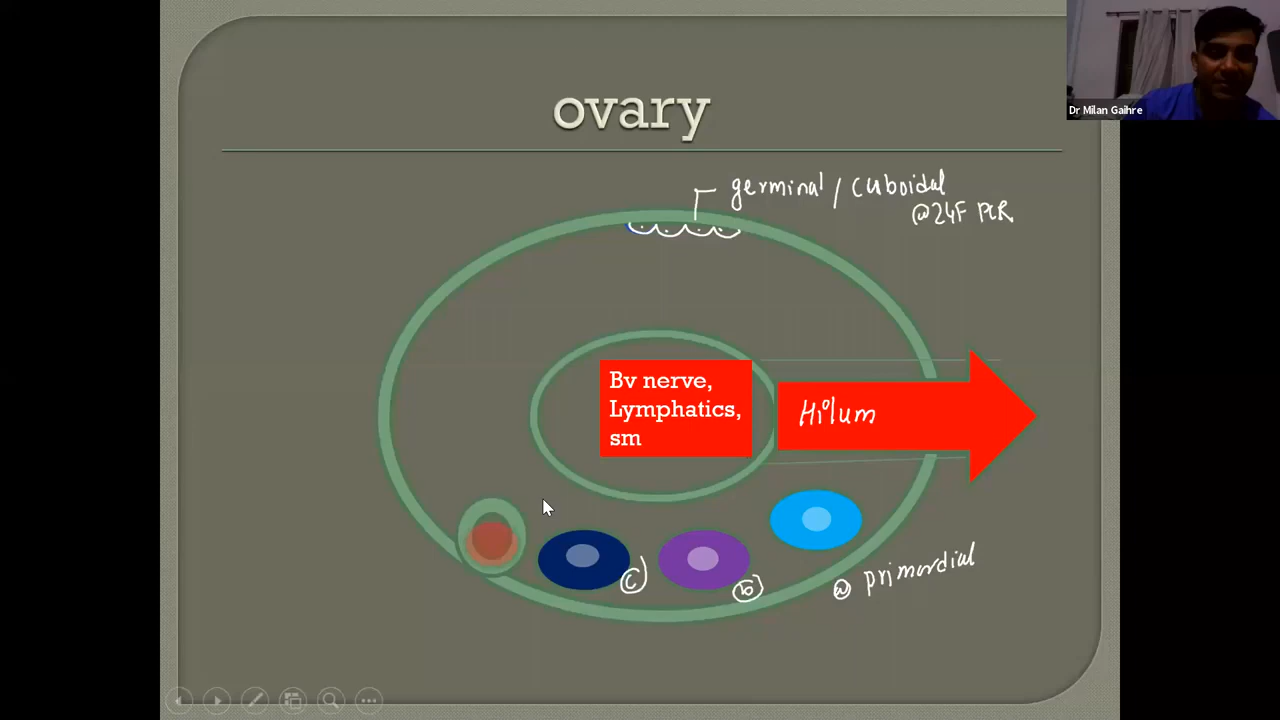 Dr Milan Gaihre
ovary
germinal / cuboidal
@24F PCR
Bv nerve,
Lymphatics,
sm
Hilum
c)
b)
@ primordial